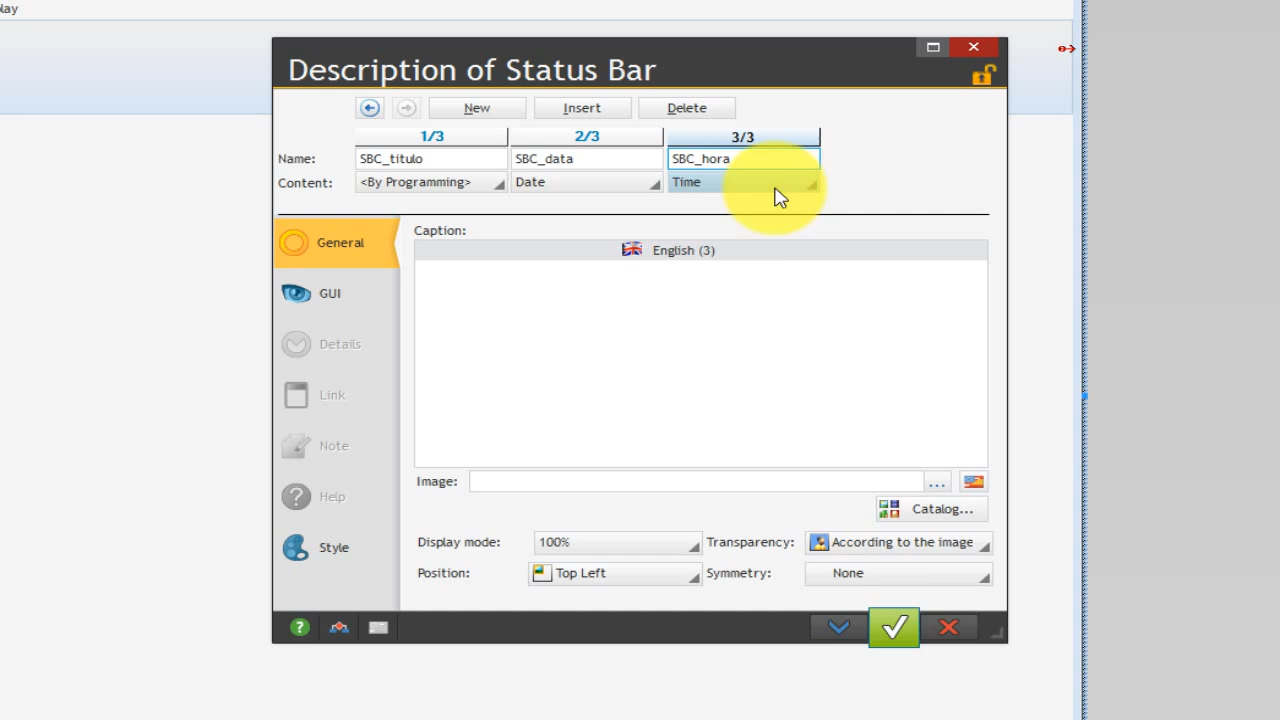 lay
Description of Status Bar
New Insert Delete
1/3 2/3 3/3
Name: SBC_titulo SBC_data SBC_hora
Content: <By Programming> Date Time
General
GUI
Details
Link
Note
Help
Style
Caption:
English (3)
Image: ...
Catalog...
Display mode: 100% Transparency: According to the image
Position: Top Left Symmetry: None